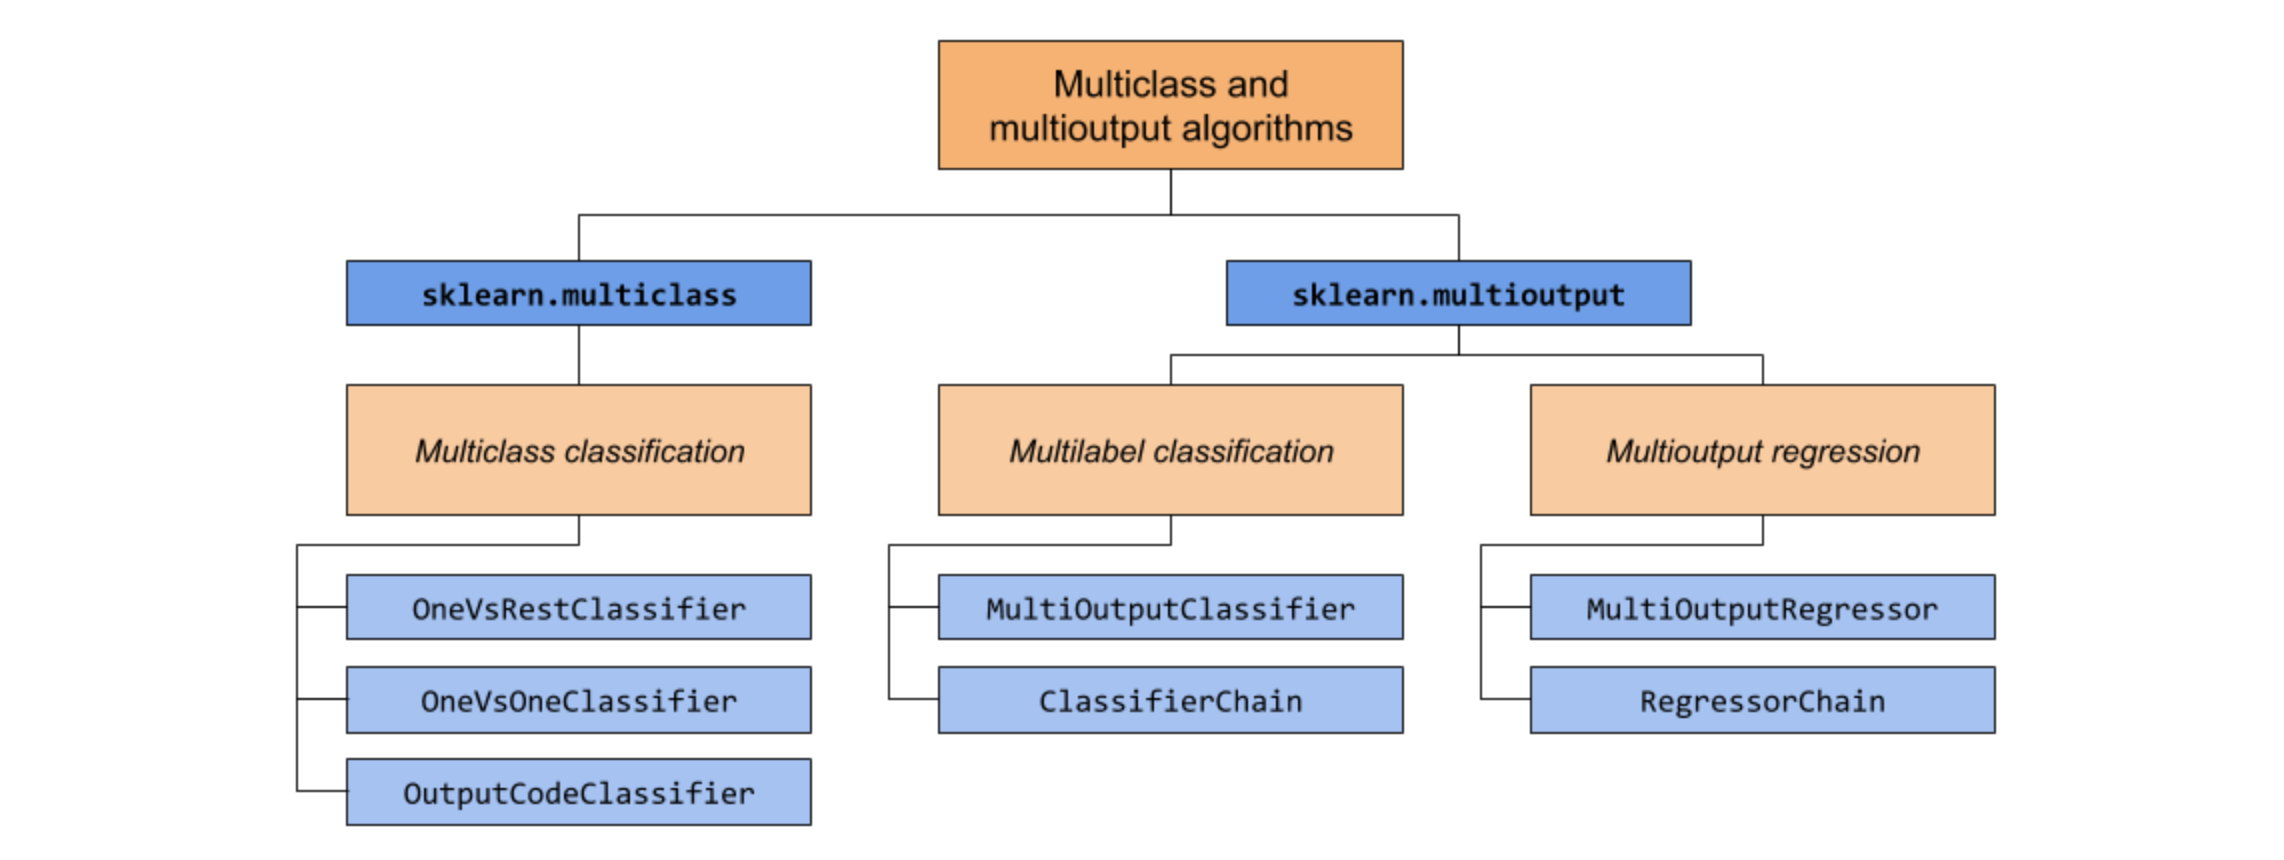 Multiclass and
multioutput algorithms
sklearn.multiclass
sklearn.multioutput
Multiclass classification
Multilabel classification
Multioutput regression
OneVsRestClassifier
MultiOutputClassifier
MultiOutputRegressor
OneVsOneClassifier
ClassifierChain
RegressorChain
OutputCodeClassifier